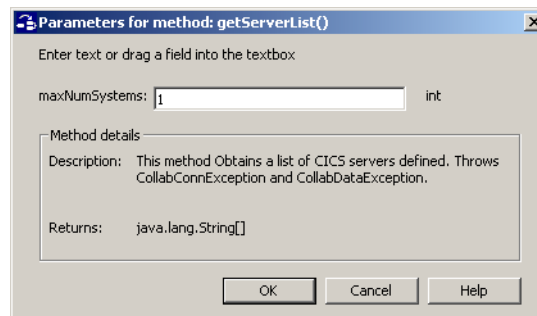 Parameters for method: getServerList()
Enter text or drag a field into the textbox
maxNumSystems: 1 int
Method details
Description: This method Obtains a list of CICS servers defined. Throws
CollabConnException and CollabDataException.
Returns: java.lang.String[]
OK Cancel Help